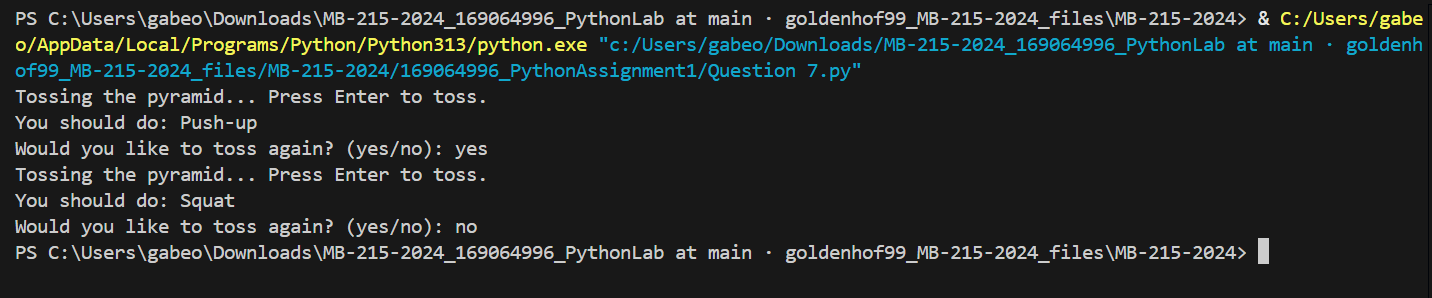 PS C:\Users\gabeo\Downloads\MB-215-2024_169064996_PythonLab at main · goldenhof99_MB-215-2024_files\MB-215-2024> & C:/Users/gabe
o/AppData/Local/Programs/Python/Python313/python.exe "c:/Users/gabeo/Downloads/MB-215-2024_169064996_PythonLab at main · goldenh
of99_MB-215-2024_files/MB-215-2024/169064996_PythonAssignment1/Question 7.py"
Tossing the pyramid... Press Enter to toss.
You should do: Push-up
Would you like to toss again? (yes/no): yes
Tossing the pyramid... Press Enter to toss.
You should do: Squat
Would you like to toss again? (yes/no): no
PS C:\Users\gabeo\Downloads\MB-215-2024_169064996_PythonLab at main · goldenhof99_MB-215-2024_files\MB-215-2024>